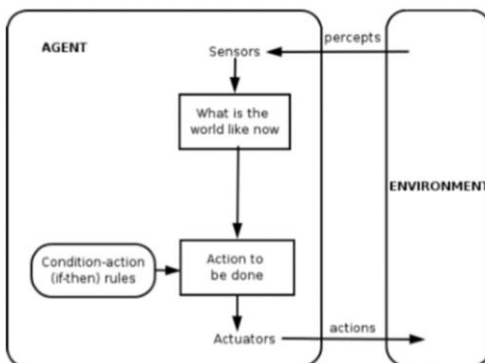 AGENT
Sensors
percepts
What is the
world like now
ENVIRONMENT
Condition-action
(if-then) rules
Action to
be done
Actuators
actions